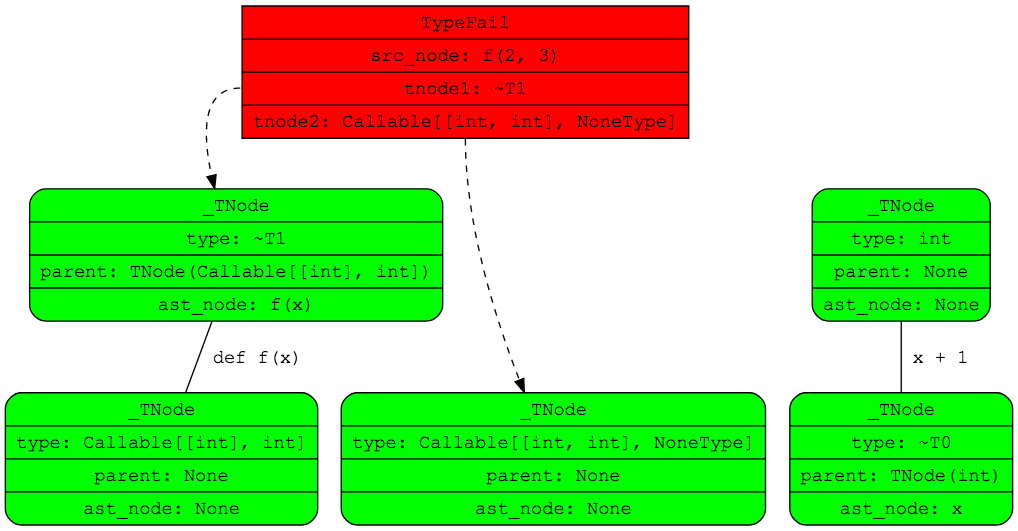 TypeFail
src_node: f(2, 3)
tnode1: ~T1
tnode2: Callable[[int, int], NoneType]
_TNode
type: ~T1
parent: TNode(Callable[[int], int])
ast_node: f(x)
_TNode
type: int
parent: None
ast_node: None
def f(x)
x + 1
_TNode
type: Callable[[int], int]
parent: None
ast_node: None
_TNode
type: Callable[[int, int], NoneType]
parent: None
ast_node: None
_TNode
type: ~T0
parent: TNode(int)
ast_node: x